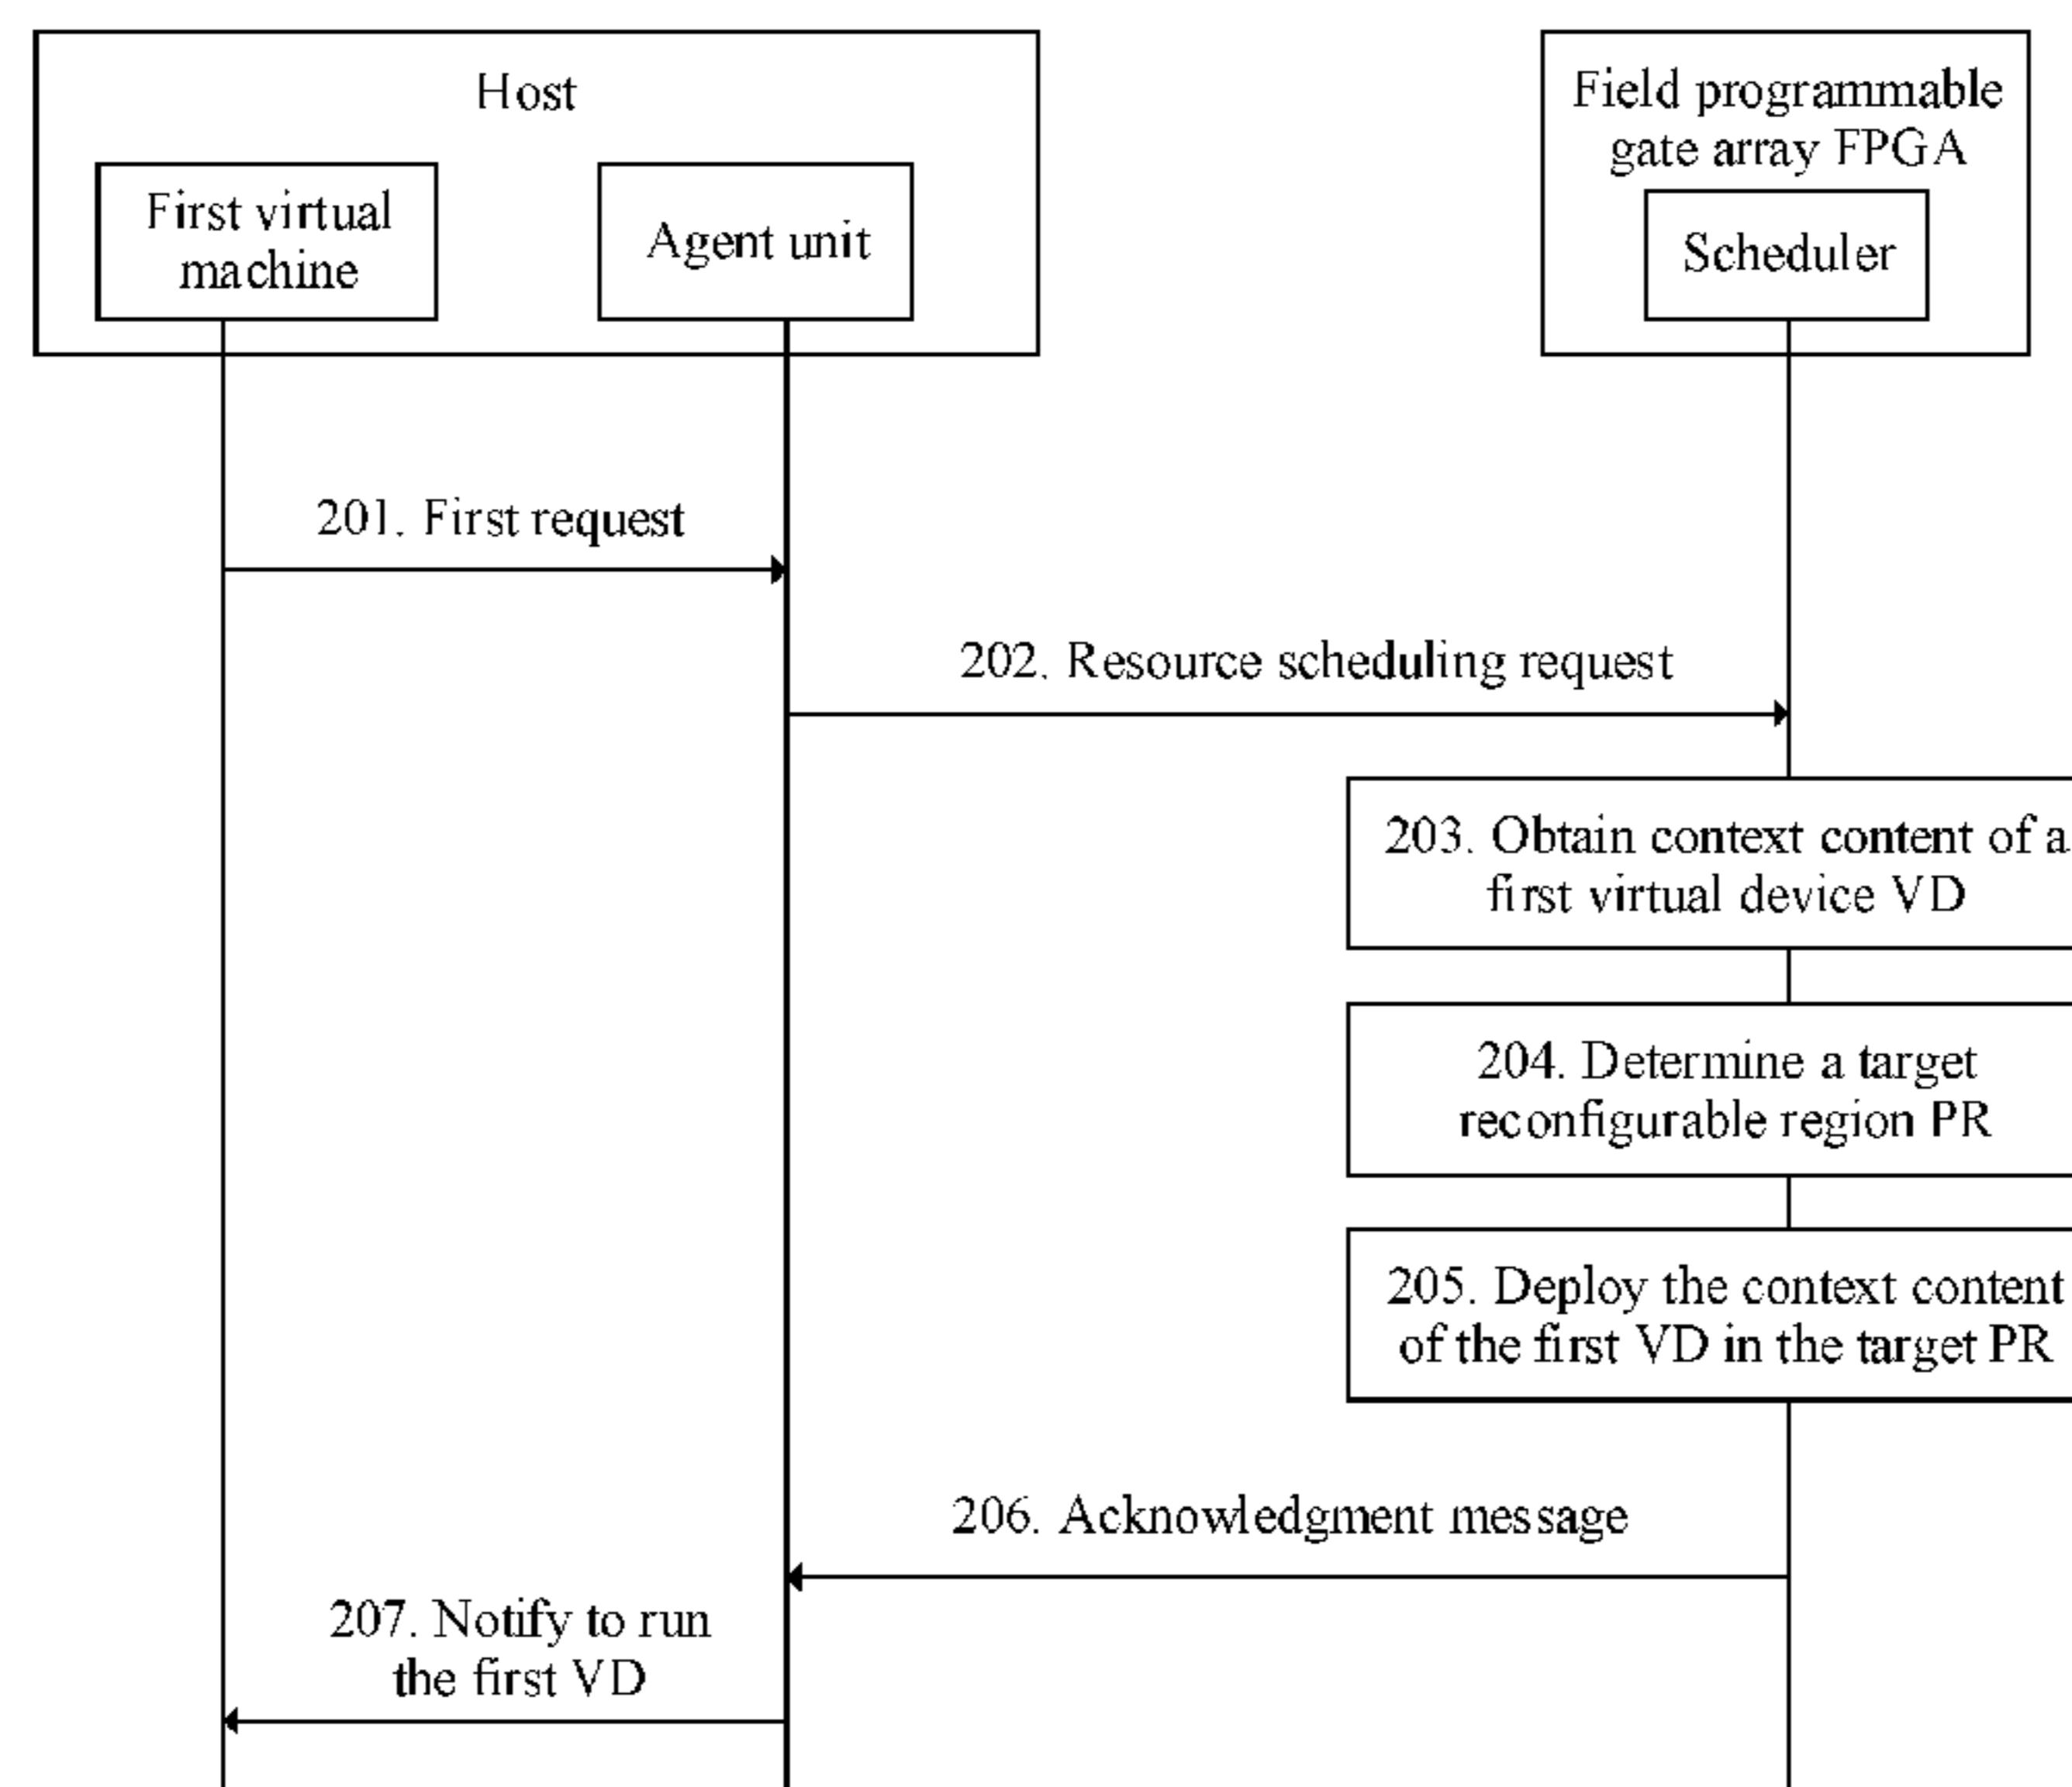 Host
First virtual
machine
Agent unit
Field programmable
gate array FPGA
Scheduler
201. First request
202. Resource scheduling request
203. Obtain context content of a
first virtual device VD
204. Determine a target
reconfigurable region PR
205. Deploy the context content
of the first VD in the target PR
206. Acknowledgment message
207. Notify to run
the first VD